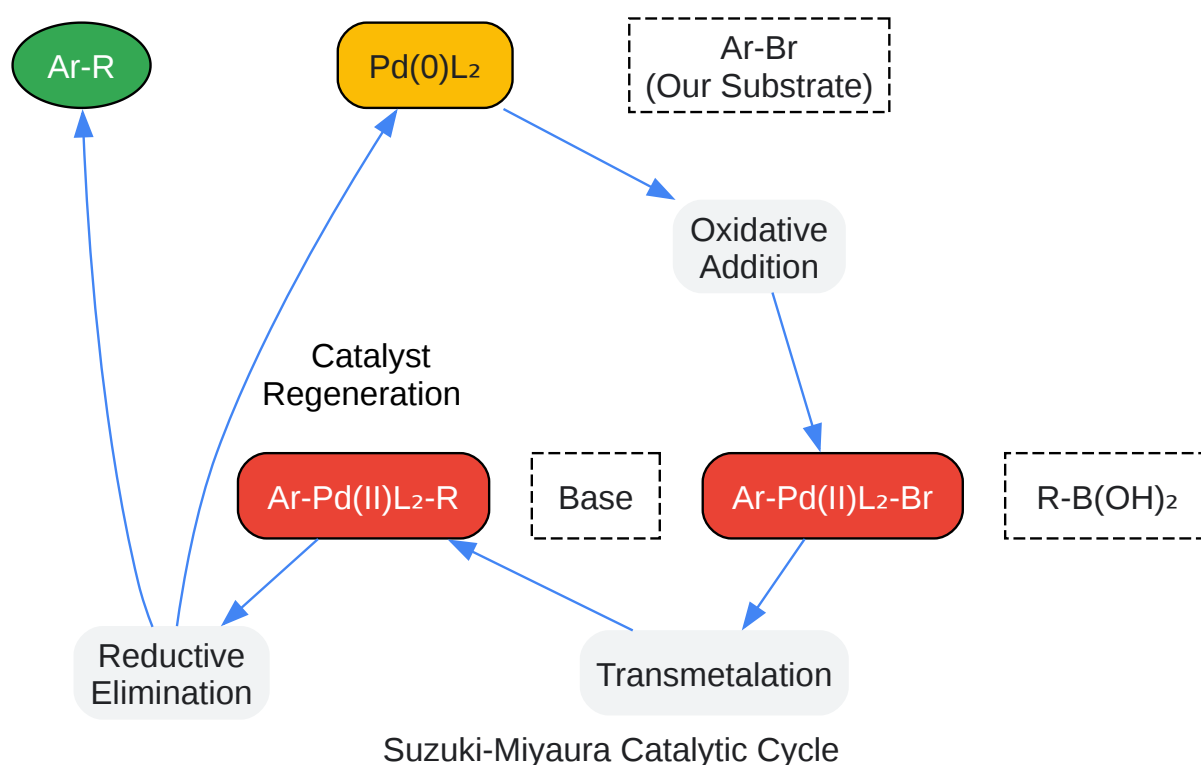 Ar-R
Pd(0)L₂
Ar-Br
(Our Substrate)
Oxidative
Addition
Catalyst
Regeneration
Ar-Pd(II)L₂-R
Base
Ar-Pd(II)L₂-Br
R-B(OH)₂
Reductive
Elimination
Transmetalation
Suzuki-Miyaura Catalytic Cycle